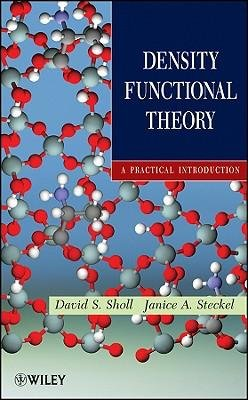 DENSITY
FUNCTIONAL
THEORY
A PRACTICAL INTRODUCTION
David S. Sholl Janice A. Steckel
WILEY